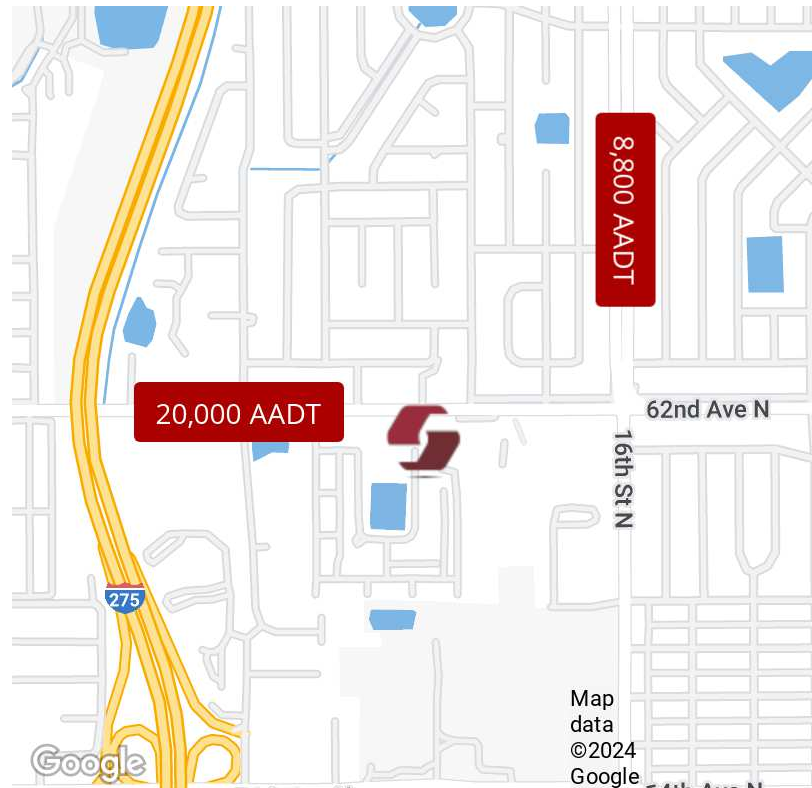 8,800 AADT
20,000 AADT
62nd Ave N
16th St N
275
Map
data
©2024
Google
Google